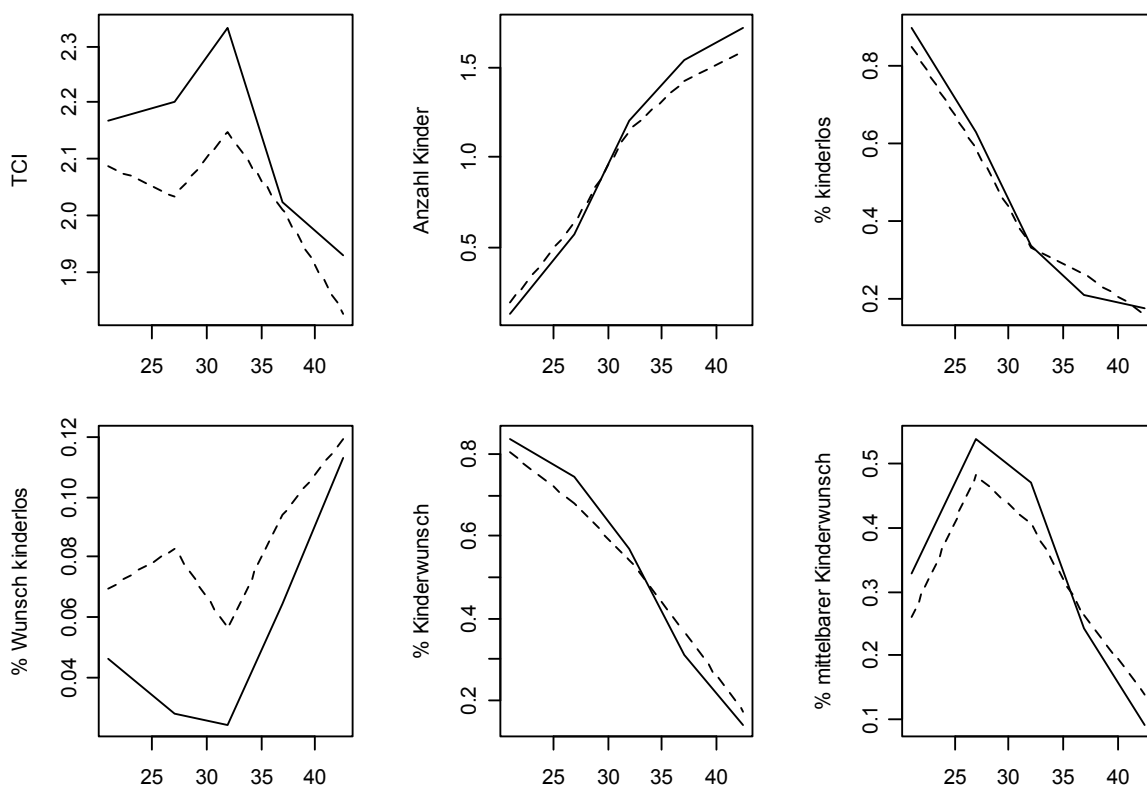 TCI
2.3
2.2
2.1
2.0
1.9
25 30 35 40
Anzahl Kinder
1.5
1.0
0.5
25 30 35 40
% kinderlos
0.8
0.6
0.4
0.2
25 30 35 40
% Wunsch kinderlos
0.12
0.10
0.08
0.06
0.04
25 30 35 40
% Kinderwunsch
0.8
0.6
0.4
0.2
25 30 35 40
% mittelbarer Kinderwunsch
0.5
0.4
0.3
0.2
0.1
25 30 35 40